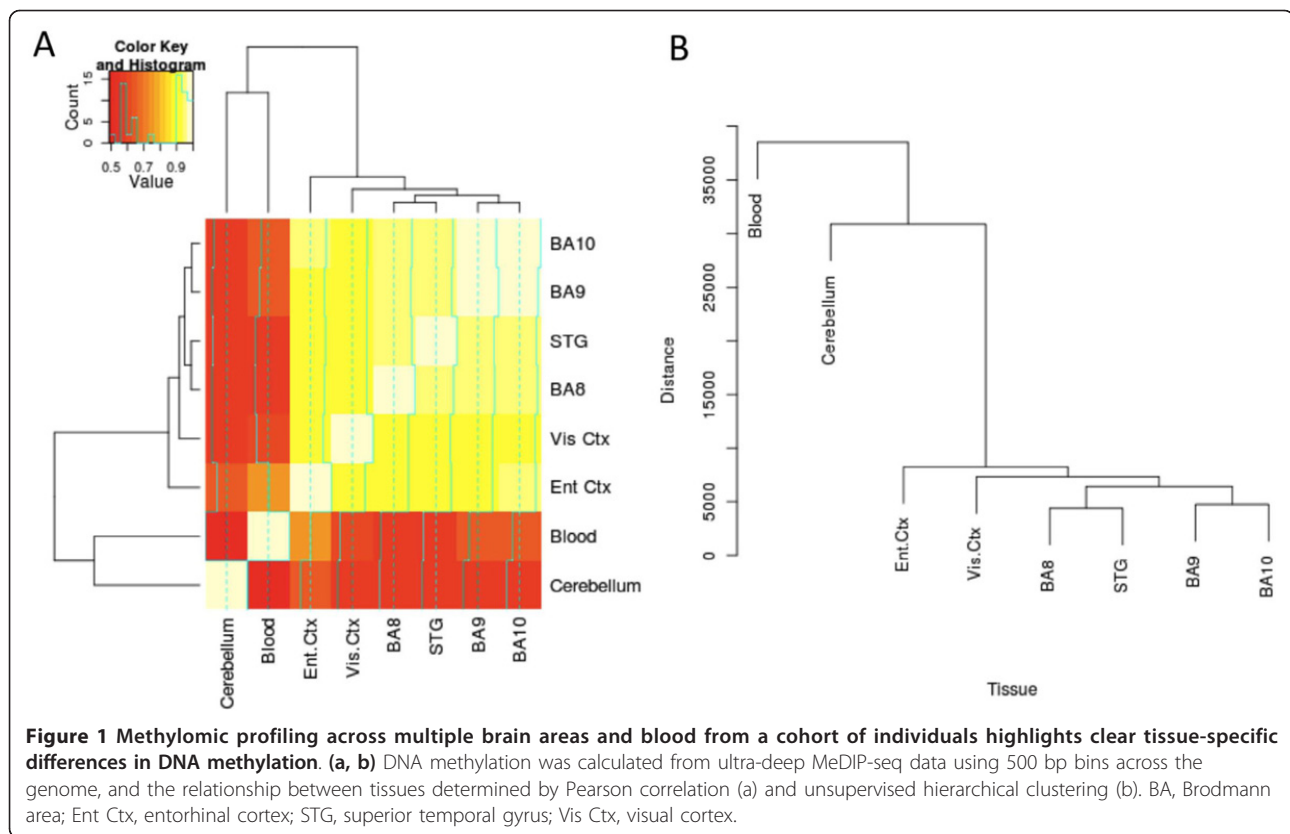 A
Color Key
and Histogram
Count
0 5 15
0.5 0.7 0.9
Value
BA10
BA9
STG
BA8
Vis Ctx
Ent Ctx
Blood
Cerebellum
Cerebellum
Blood
Ent.Ctx
Vis.Ctx
BA8
STG
BA9
BA10
B
Distance
0 5000 15000 25000 35000
Blood
Cerebellum
Ent.Ctx
Vis.Ctx
BA8
STG
BA9
BA10
Tissue
Figure 1 Methylomic profiling across multiple brain areas and blood from a cohort of individuals highlights clear tissue-specific
differences in DNA methylation. (a, b) DNA methylation was calculated from ultra-deep MeDIP-seq data using 500 bp bins across the
genome, and the relationship between tissues determined by Pearson correlation (a) and unsupervised hierarchical clustering (b). BA, Brodmann
area; Ent Ctx, entorhinal cortex; STG, superior temporal gyrus; Vis Ctx, visual cortex.